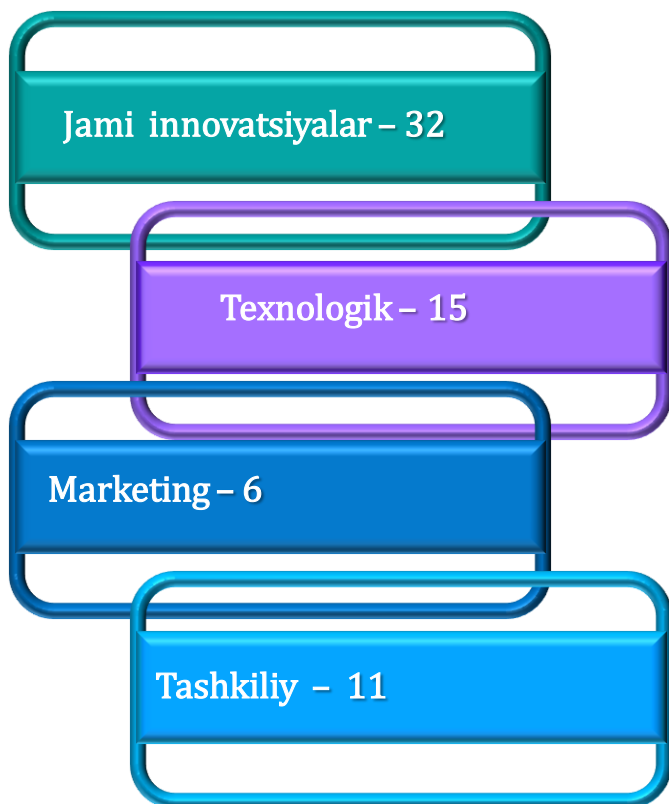 Jami innovatsiyalar – 32
Texnologik – 15
Marketing – 6
Tashkiliy – 11